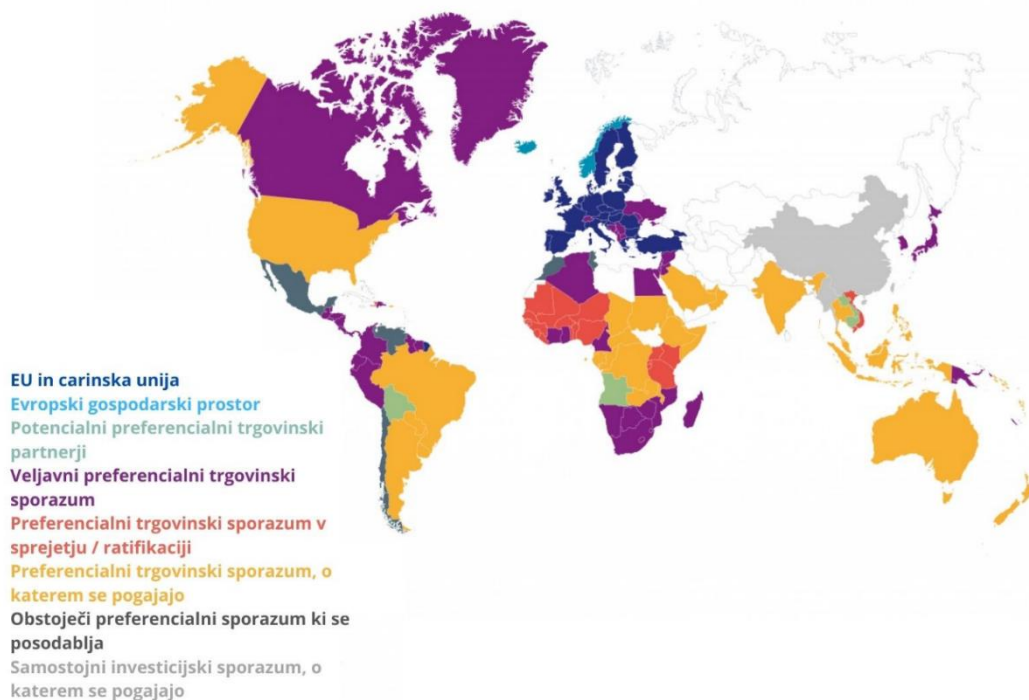 EU in carinska unija
Evropski gospodarski prostor
Potencialni preferencialni trgovinski
partnerji
Veljavni preferencialni trgovinski
sporazum
Preferencialni trgovinski sporazum v
sprejetju / ratifikaciji
Preferencialni trgovinski sporazum, o
katerem se pogajajo
Obstoječi preferencialni sporazum ki se
posodablja
Samostojni investicijski sporazum, o
katerem se pogajajo